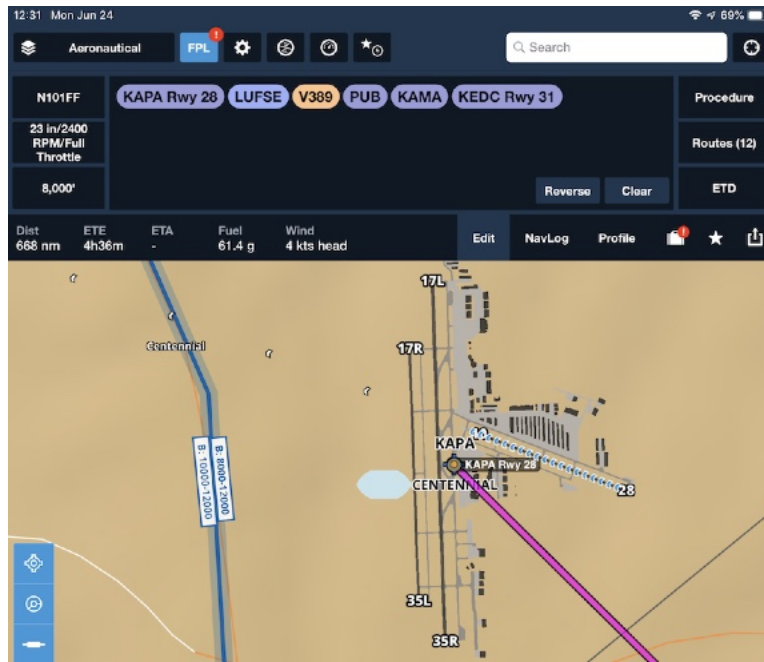 12:31 Mon Jun 24 69%
Aeronautical FPL ! Search
N101FF KAPA Rwy 28 LUFSE V389 PUB KAMA KEDC Rwy 31 Procedure
23 in/2400
RPM/Full
Throttle
Routes (12)
8,000' Reverse Clear ETD
Dist ETE ETA Fuel Wind
668 nm 4h36m - 61.4 g 4 kts head
Edit NavLog Profile !
17L
Centennial
17R
KAPA 10
KAPA Rwy 28
CENTENNIAL
28
B: 10000-12000
B: 8000-12000
35L
35R